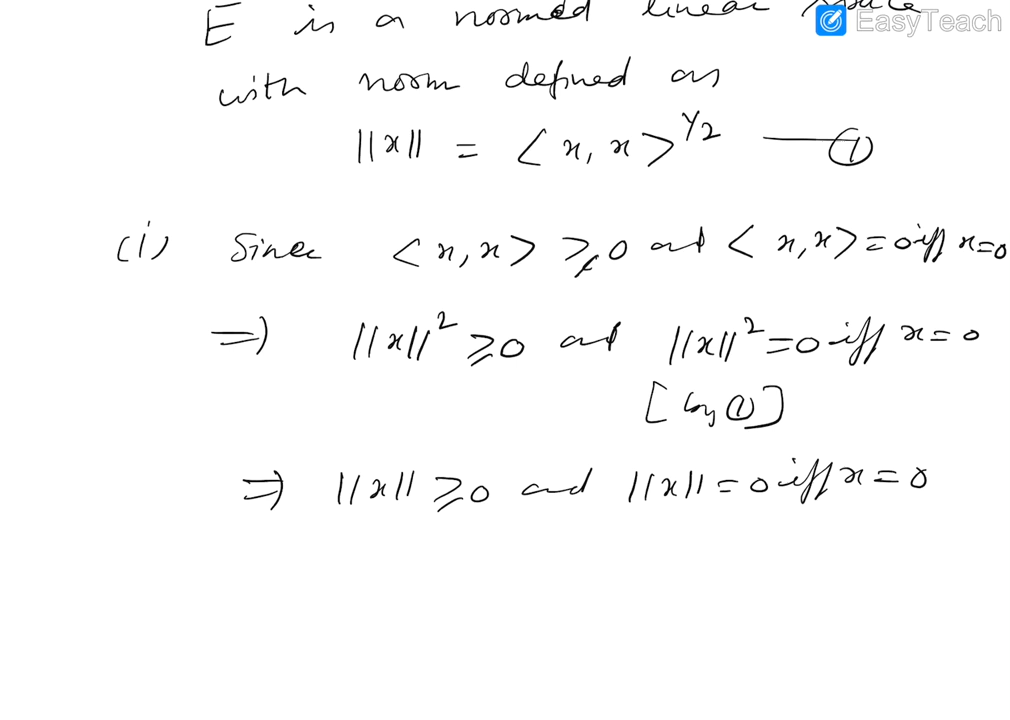 E is a normed linear space
EasyTeach
with norm defined as
||x|| = <x, x>^1/2 —— ①
(i) Since <x, x> ≥ 0 and <x, x> = 0 iff x=0
⇒ ||x||² ≥ 0 and ||x||² = 0 iff x = 0
[by ①]
⇒ ||x|| ≥ 0 and ||x|| = 0 iff x = 0